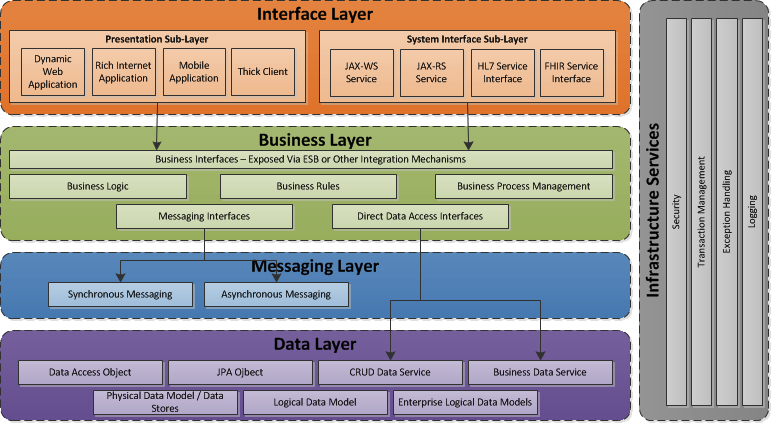 Interface Layer
Presentation Sub-Layer
Dynamic
Web
Application
Rich Internet
Application
Mobile
Application
Thick Client
System Interface Sub-Layer
JAX-WS
Service
JAX-RS
Service
HL7 Service
Interface
FHIR Service
Interface
Business Layer
Business Interfaces – Exposed Via ESB or Other Integration Mechanisms
Business Logic
Business Rules
Business Process Management
Messaging Interfaces
Direct Data Access Interfaces
Messaging Layer
Synchronous Messaging
Asynchronous Messaging
Data Layer
Data Access Object
JPA Ojbect
CRUD Data Service
Business Data Service
Physical Data Model / Data
Stores
Logical Data Model
Enterprise Logical Data Models
Infrastructure Services
Security
Transaction Management
Exception Handling
Logging